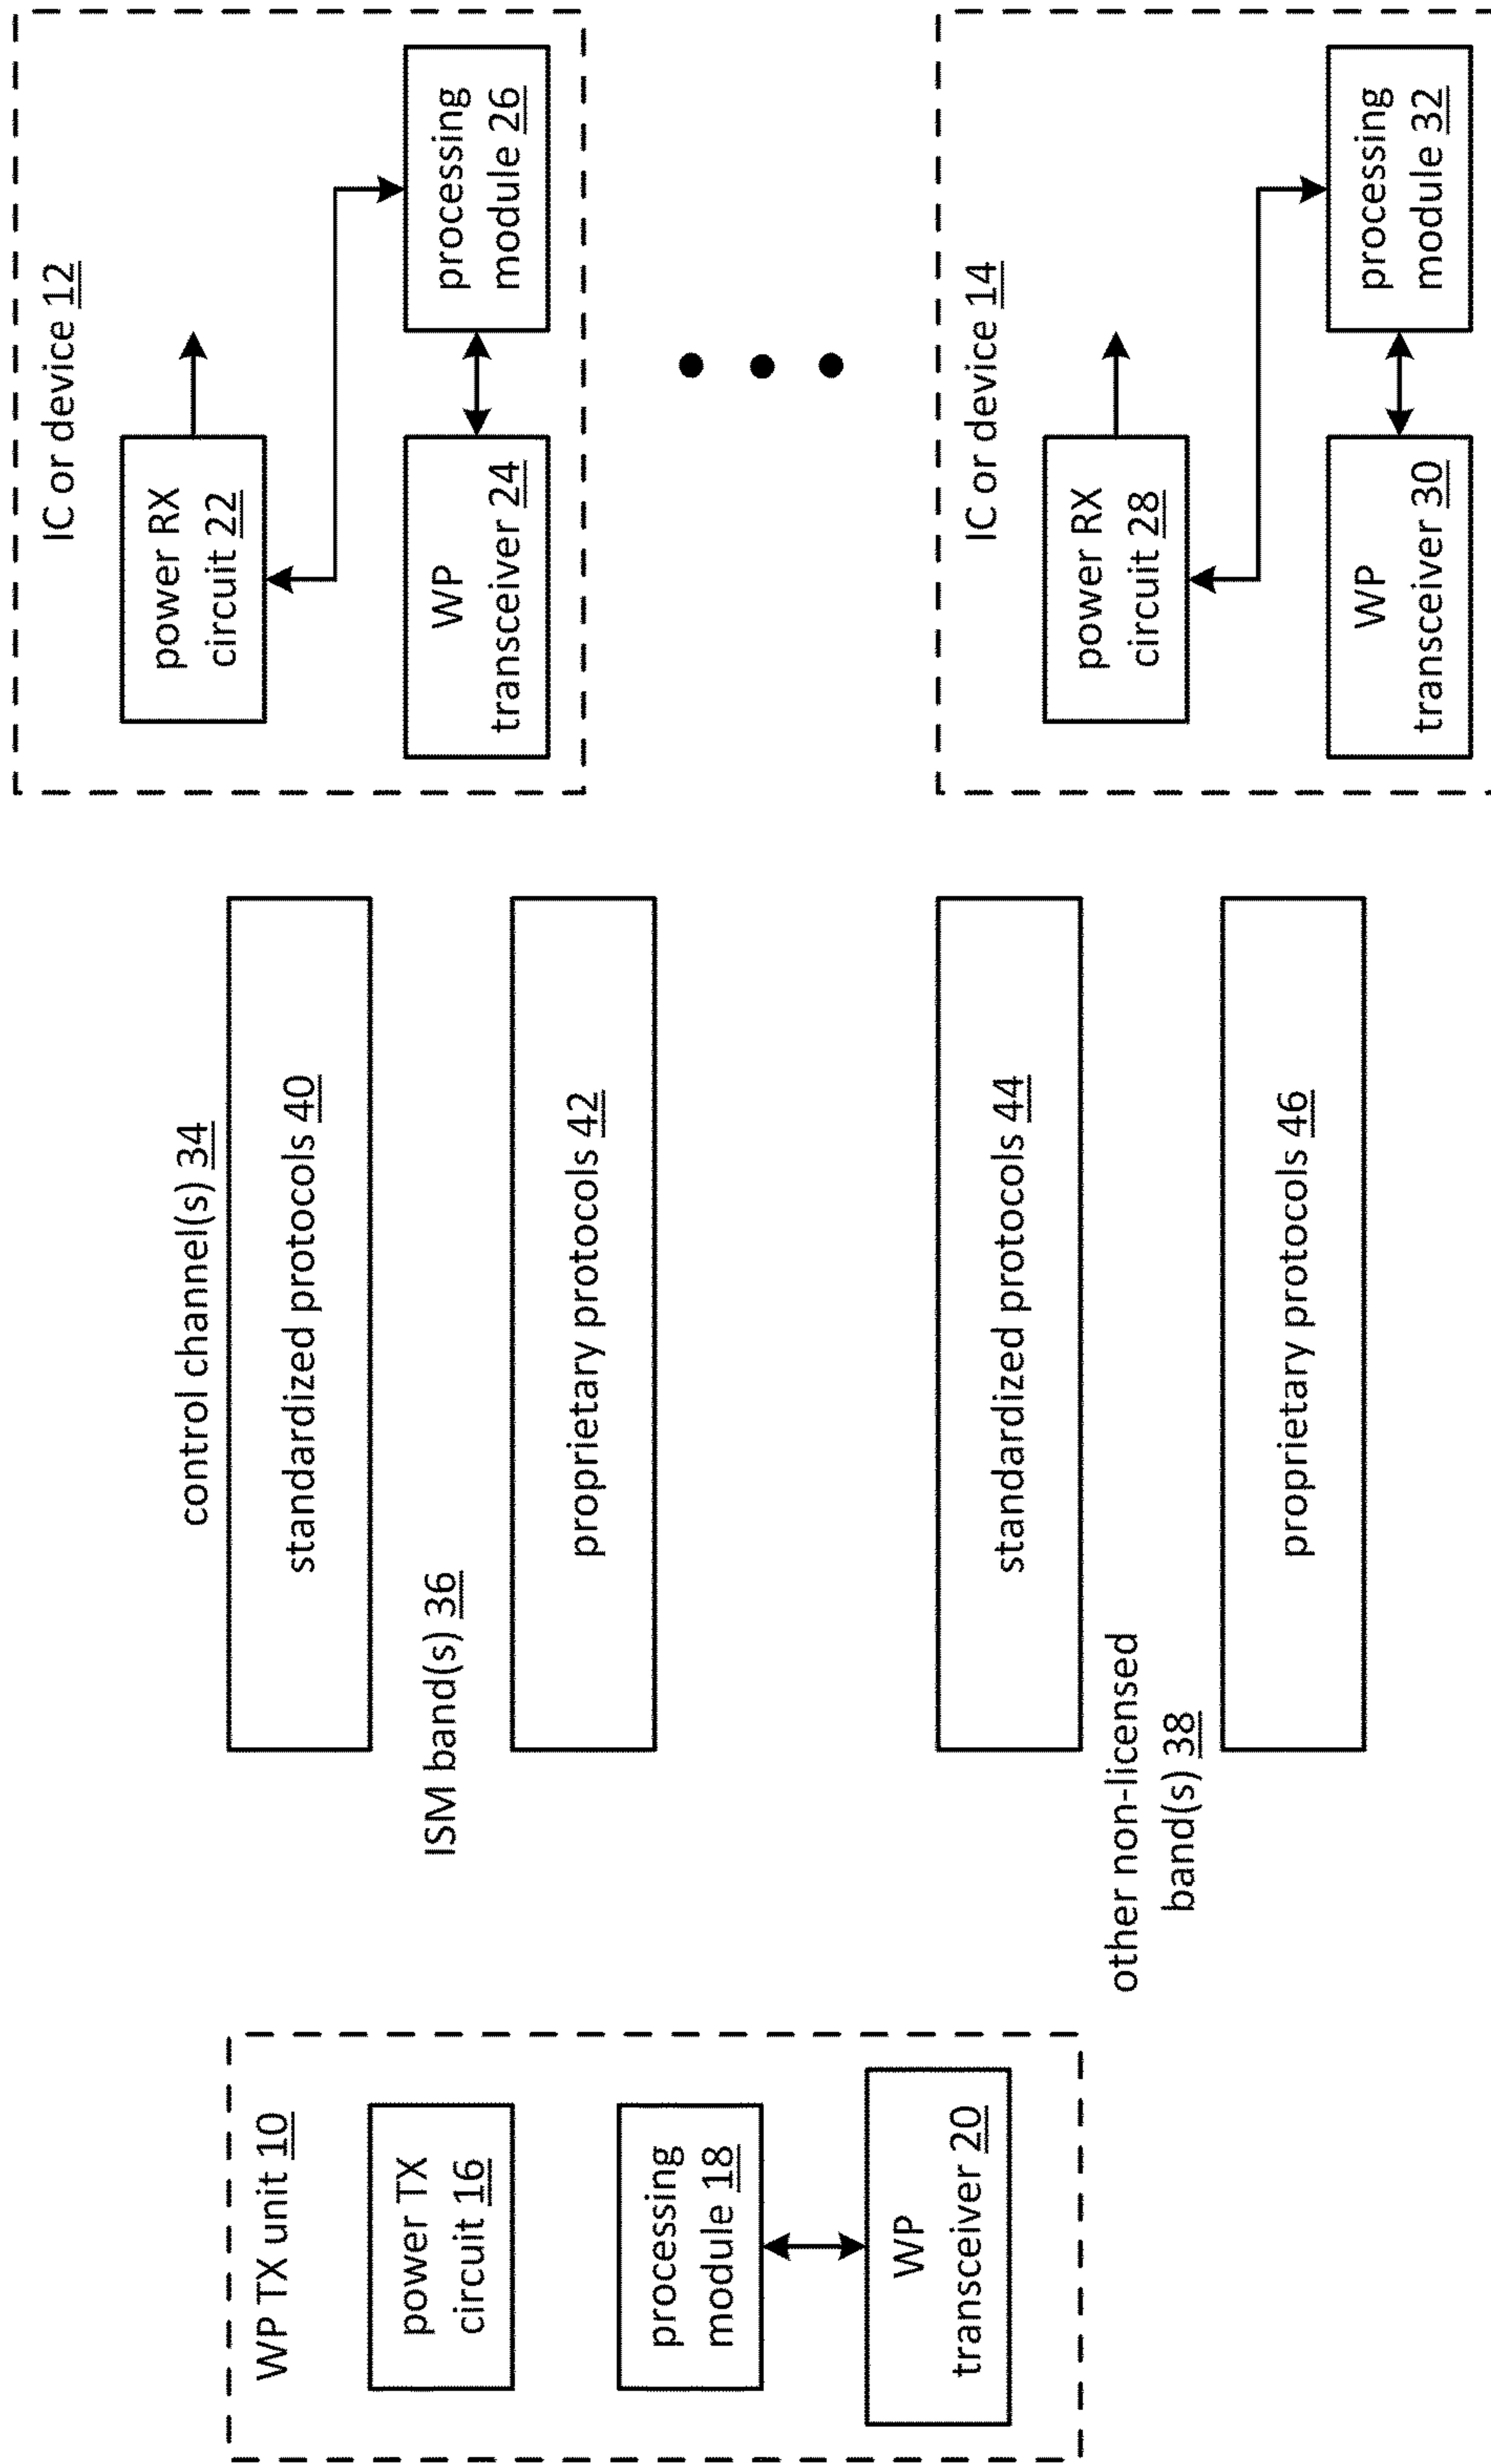 WP TX unit 10
power TX
circuit 16
processing
module 18
WP
transceiver 20
control channel(s) 34
standardized protocols 40
ISM band(s) 36
proprietary protocols 42
standardized protocols 44
other non-licensed
band(s) 38
proprietary protocols 46
IC or device 12
power RX
circuit 22
WP
transceiver 24
processing
module 26
IC or device 14
power RX
circuit 28
WP
transceiver 30
processing
module 32